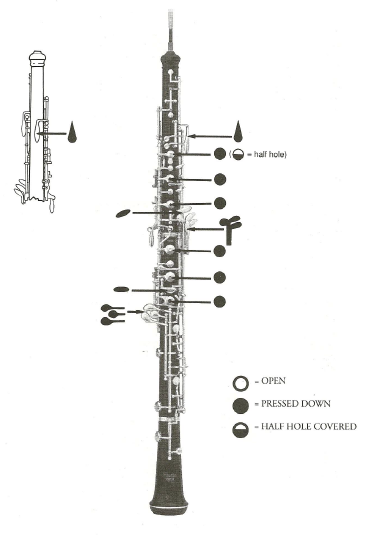 ( = half hole)
= OPEN
= PRESSED DOWN
= HALF HOLE COVERED